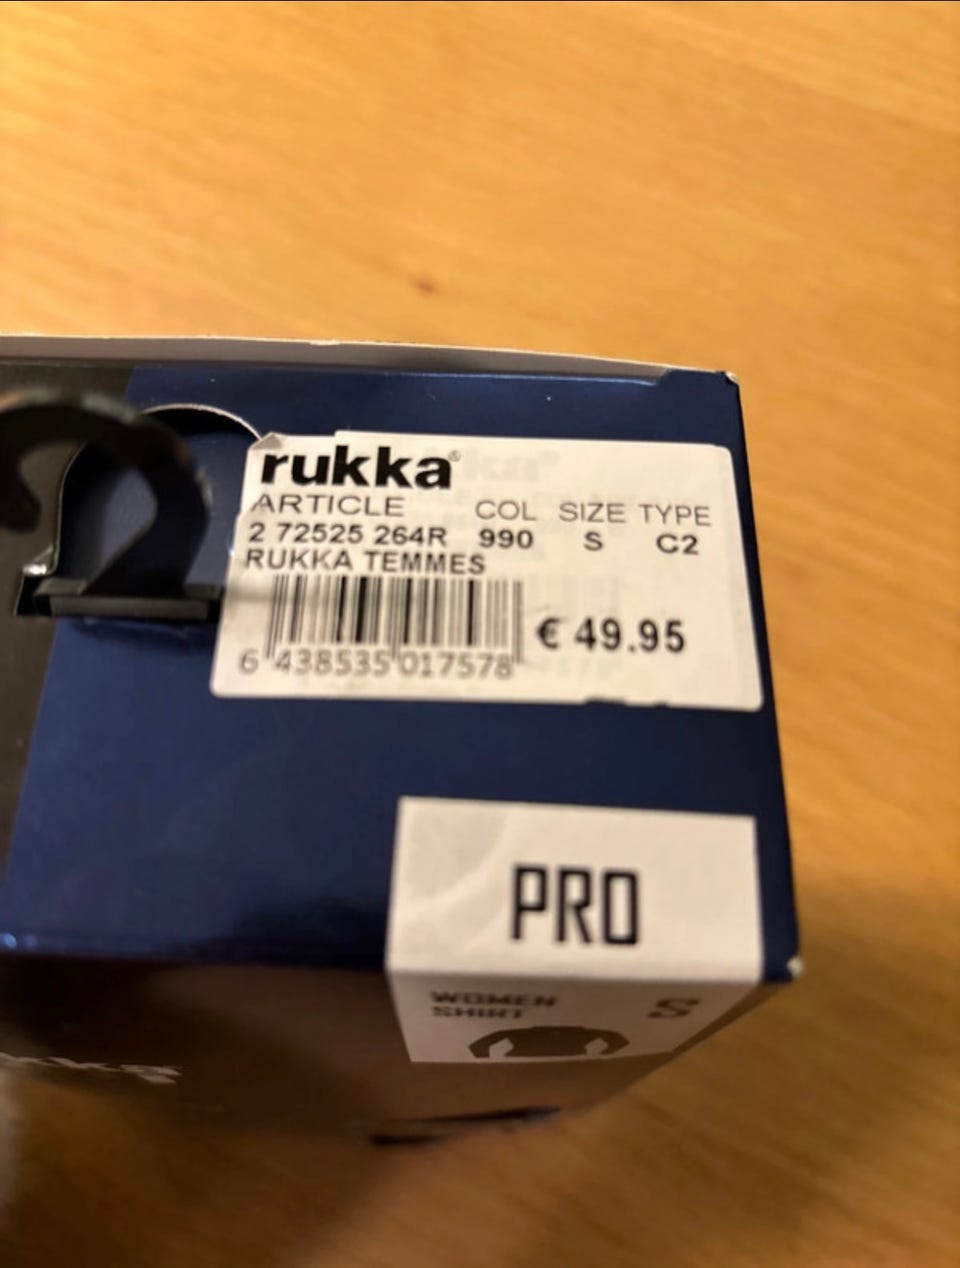 rukka®
ARTICLE COL SIZE TYPE
2 72525 264R 990 S C2
RUKKA TEMMES
€ 49.95
6 438535 017578
PRO
WOMEN S
SHIRT